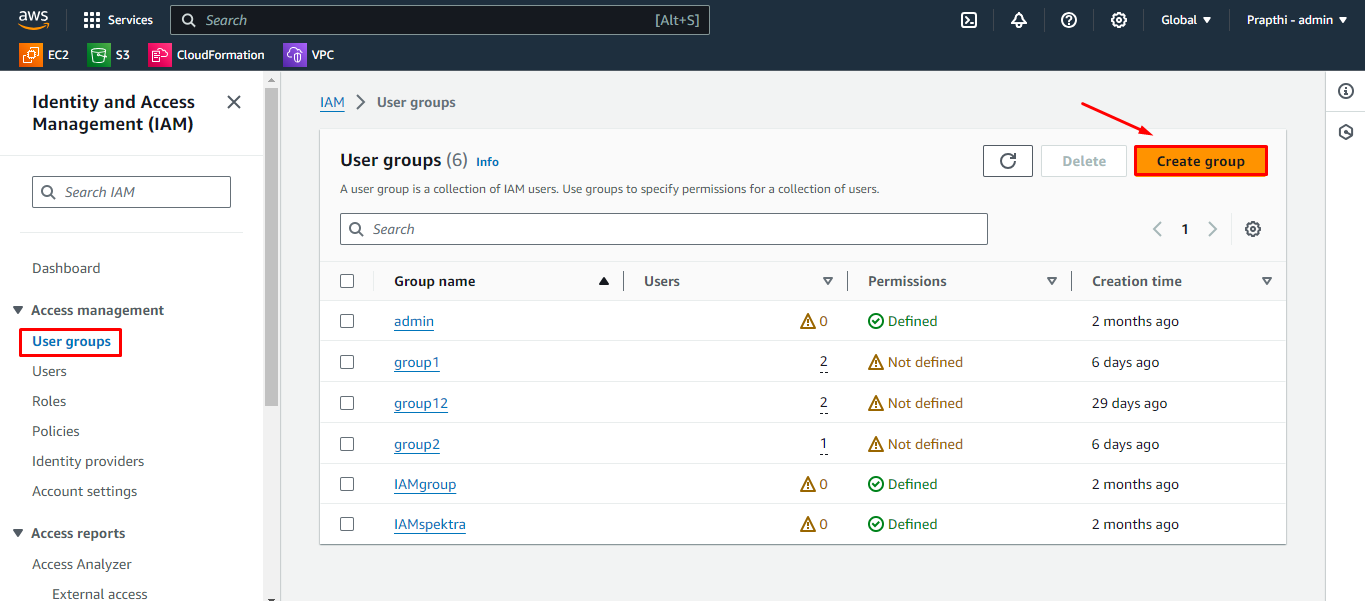 aws Services Search [Alt+S] Global Prapthi - admin
EC2 S3 CloudFormation VPC
Identity and Access
Management (IAM)
Search IAM
Dashboard
Access management
User groups
Users
Roles
Policies
Identity providers
Account settings
Access reports
Access Analyzer
External access
IAM User groups
User groups (6) Info
Delete Create group
A user group is a collection of IAM users. Use groups to specify permissions for a collection of users.
Search 1
Group name Users Permissions Creation time
admin 0 Defined 2 months ago
group1 2 Not defined 6 days ago
group12 2 Not defined 29 days ago
group2 1 Not defined 6 days ago
IAMgroup 0 Defined 2 months ago
IAMspektra 0 Defined 2 months ago